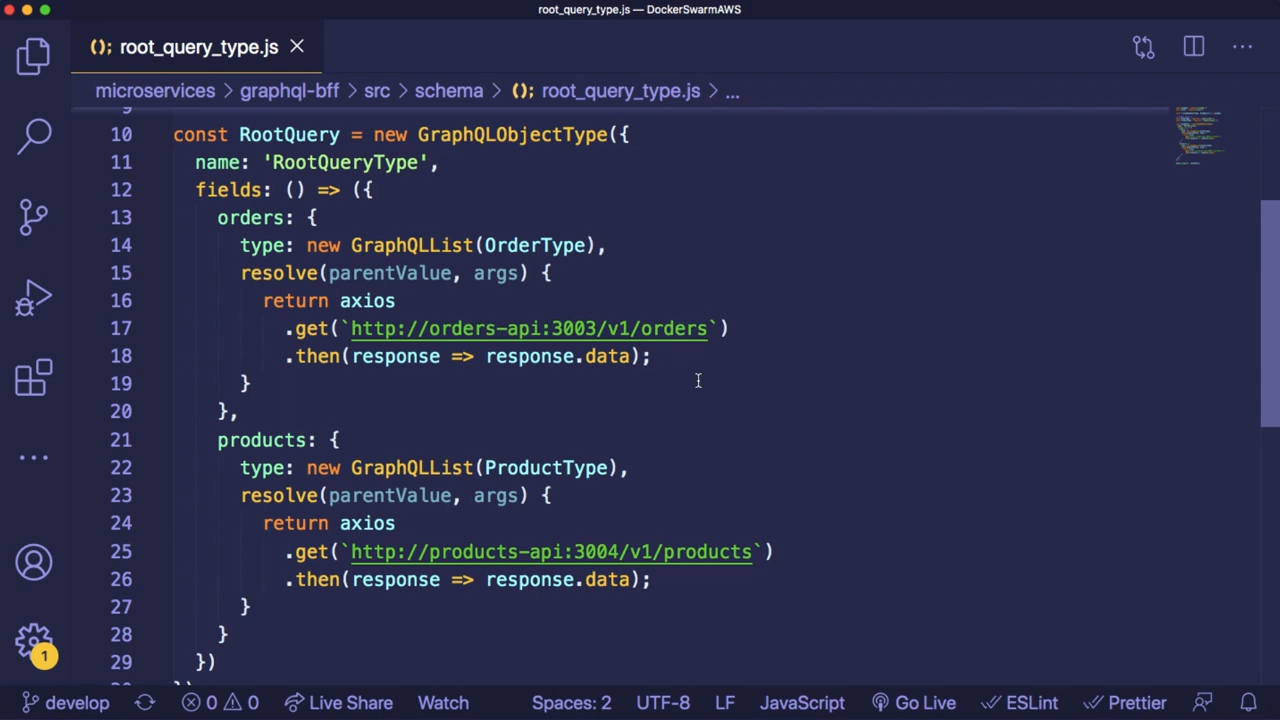 root_query_type.js — DockerSwarmAWS
(); root_query_type.js ×
microservices > graphql-bff > src > schema > (); root_query_type.js > ...
9
10 const RootQuery = new GraphQLObjectType({
11 name: 'RootQueryType',
12 fields: () => ({
13 orders: {
14 type: new GraphQLList(OrderType),
15 resolve(parentValue, args) {
16 return axios
17 .get(`http://orders-api:3003/v1/orders`)
18 .then(response => response.data);
19 }
20 },
21 products: {
22 type: new GraphQLList(ProductType),
23 resolve(parentValue, args) {
24 return axios
25 .get(`http://products-api:3004/v1/products`)
26 .then(response => response.data);
27 }
28 }
29 })
1
develop 0 0 Live Share Watch Spaces: 2 UTF-8 LF JavaScript Go Live ESLint Prettier